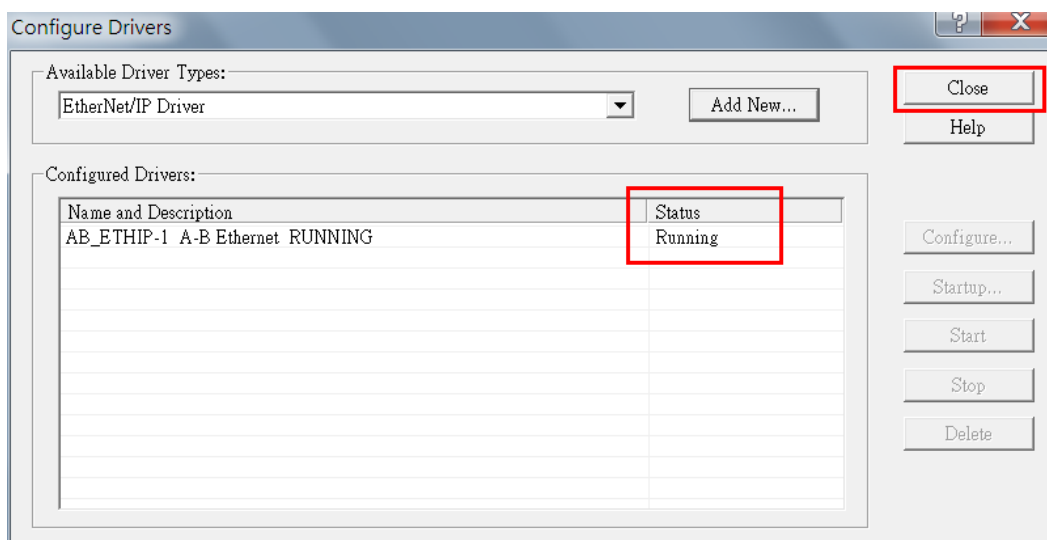 Configure Drivers
Available Driver Types:
EtherNet/IP Driver
Add New...
Close
Help
Configured Drivers:
Name and Description
Status
AB_ETHIP-1 A-B Ethernet RUNNING
Running
Configure...
Startup...
Start
Stop
Delete